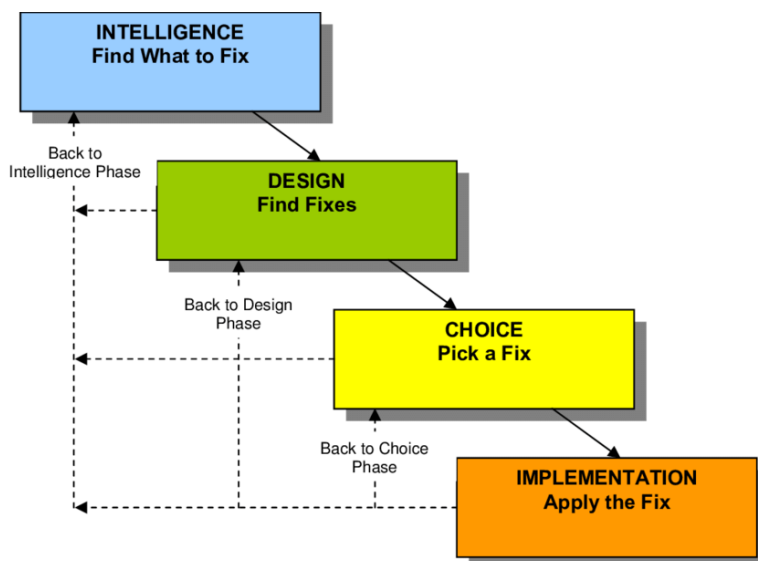 INTELLIGENCE
Find What to Fix
Back to
Intelligence Phase
DESIGN
Find Fixes
Back to Design
Phase
CHOICE
Pick a Fix
Back to Choice
Phase
IMPLEMENTATION
Apply the Fix